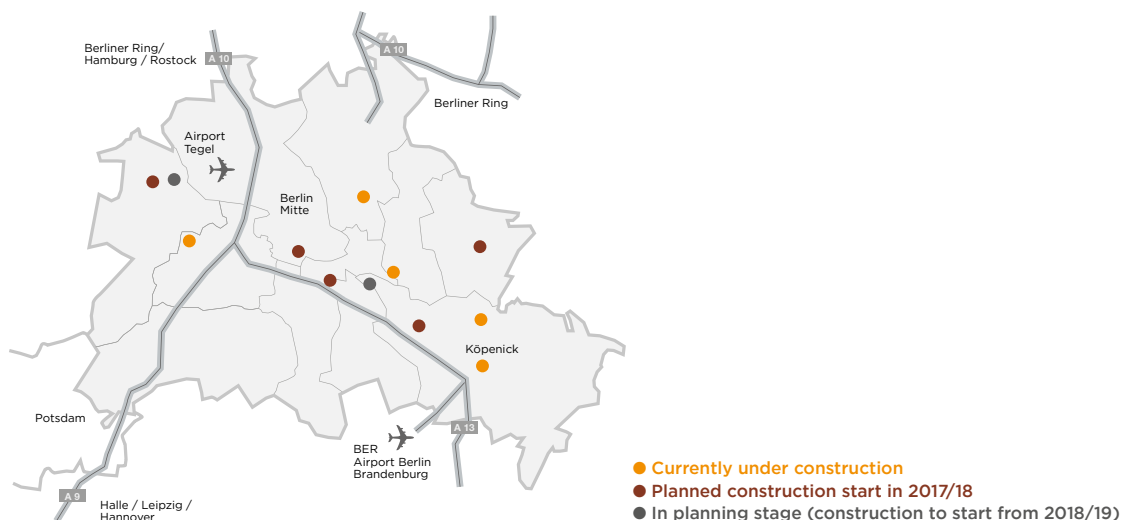 Berliner Ring/
Hamburg / Rostock
A 10
A 10
Berliner Ring
Airport
Tegel
Berlin
Mitte
Köpenick
Potsdam
A 13
BER
Airport Berlin
Brandenburg
A 9
Halle / Leipzig /
Hannover
Currently under construction
Planned construction start in 2017/18
In planning stage (construction to start from 2018/19)